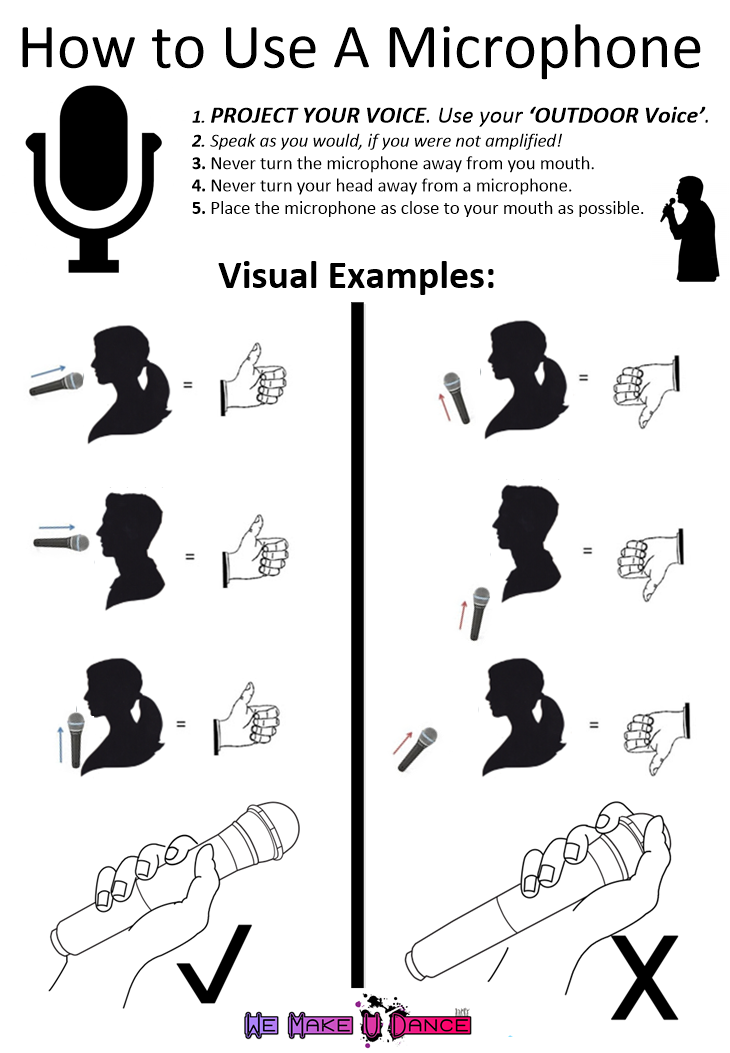 How to Use A Microphone
1. PROJECT YOUR VOICE. Use your ‘OUTDOOR Voice’.
2. Speak as you would, if you were not amplified!
3. Never turn the microphone away from you mouth.
4. Never turn your head away from a microphone.
5. Place the microphone as close to your mouth as possible.
Visual Examples:
=
=
=
=
=
=
We Make U Dance